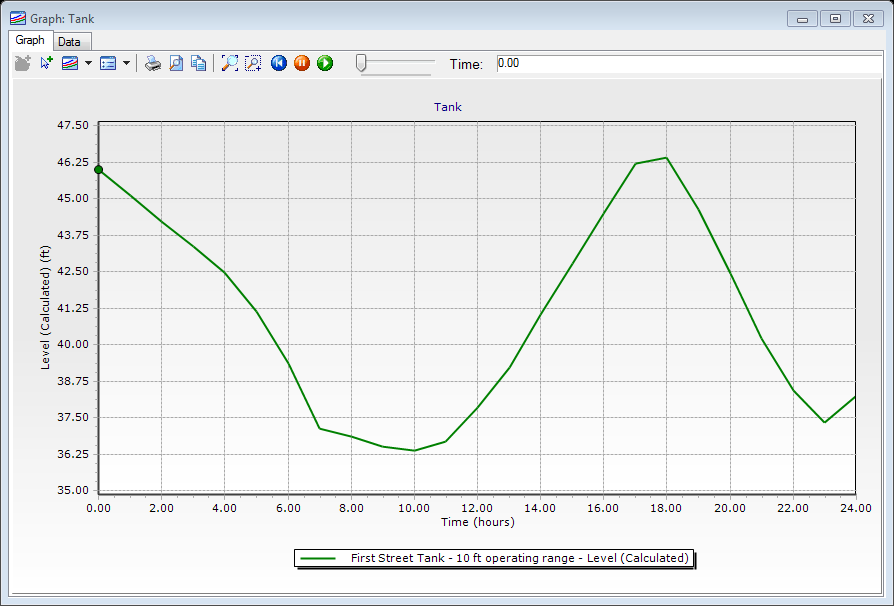 Graph: Tank
Graph Data
Time: 0.00
Tank
47.50
46.25
45.00
43.75
42.50
41.25
40.00
38.75
37.50
36.25
35.00
Level (Calculated) (ft)
0.00 2.00 4.00 6.00 8.00 10.00 12.00 14.00 16.00 18.00 20.00 22.00 24.00
Time (hours)
First Street Tank - 10 ft operating range - Level (Calculated)